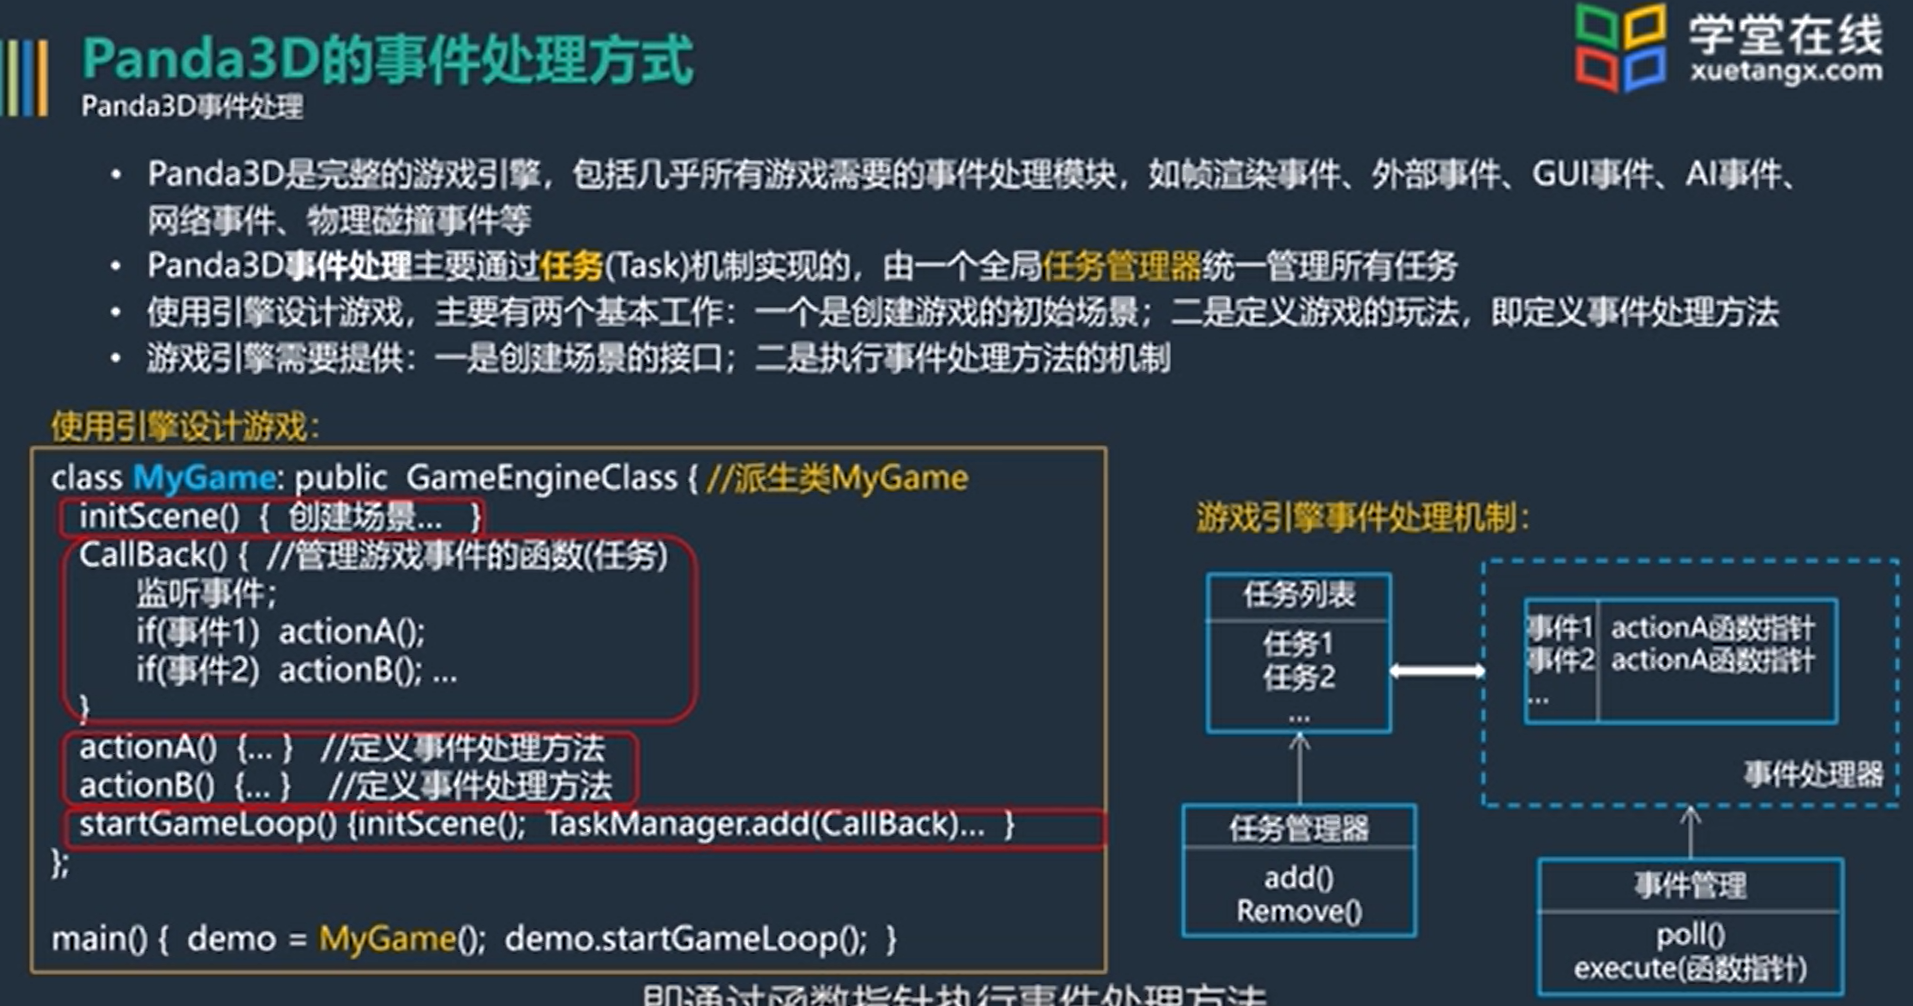 Panda3D的事件处理方式
Panda3D事件处理
学堂在线
xuetangx.com
• Panda3D是完整的游戏引擎，包括几乎所有游戏需要的事件处理模块，如帧渲染事件、外部事件、GUI事件、AI事件、
网络事件、物理碰撞事件等
• Panda3D事件处理主要通过任务(Task)机制实现的，由一个全局任务管理器统一管理所有任务
• 使用引擎设计游戏，主要有两个基本工作：一个是创建游戏的初始场景；二是定义游戏的玩法，即定义事件处理方法
• 游戏引擎需要提供：一是创建场景的接口；二是执行事件处理方法的机制
使用引擎设计游戏：
class MyGame: public GameEngineClass { //派生类MyGame
initScene() { 创建场景... }
CallBack() { //管理游戏事件的函数(任务)
监听事件;
if(事件1) actionA();
if(事件2) actionB(); ...
}
actionA() {... } //定义事件处理方法
actionB() {... } //定义事件处理方法
startGameLoop() {initScene(); TaskManager.add(CallBack)... }
};
main() { demo = MyGame(); demo.startGameLoop(); }
游戏引擎事件处理机制：
任务列表
任务1
任务2
...
任务管理器
add()
Remove()
事件1 actionA函数指针
事件2 actionA函数指针
...
事件处理器
事件管理
poll()
execute(函数指针)
即通过函数指针执行事件处理方法